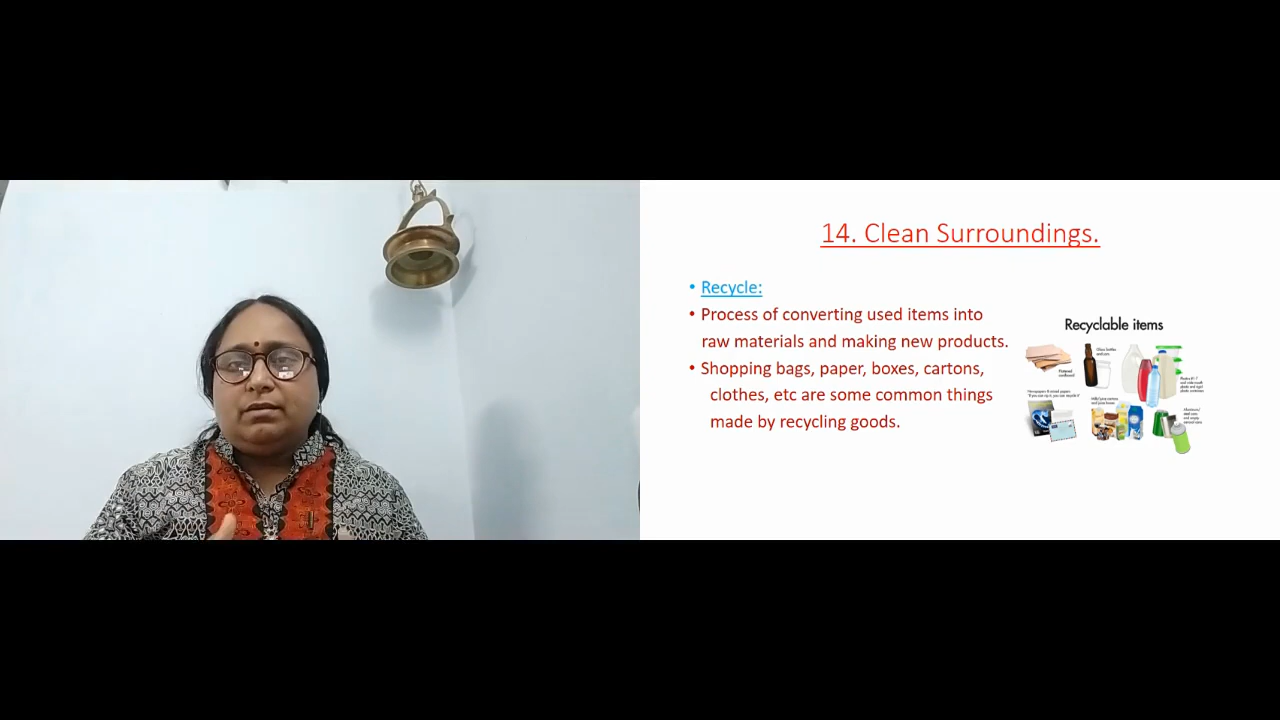 14. Clean Surroundings.
• Recycle:
• Process of converting used items into
raw materials and making new products.
• Shopping bags, paper, boxes, cartons,
clothes, etc are some common things
made by recycling goods.
Recyclable items